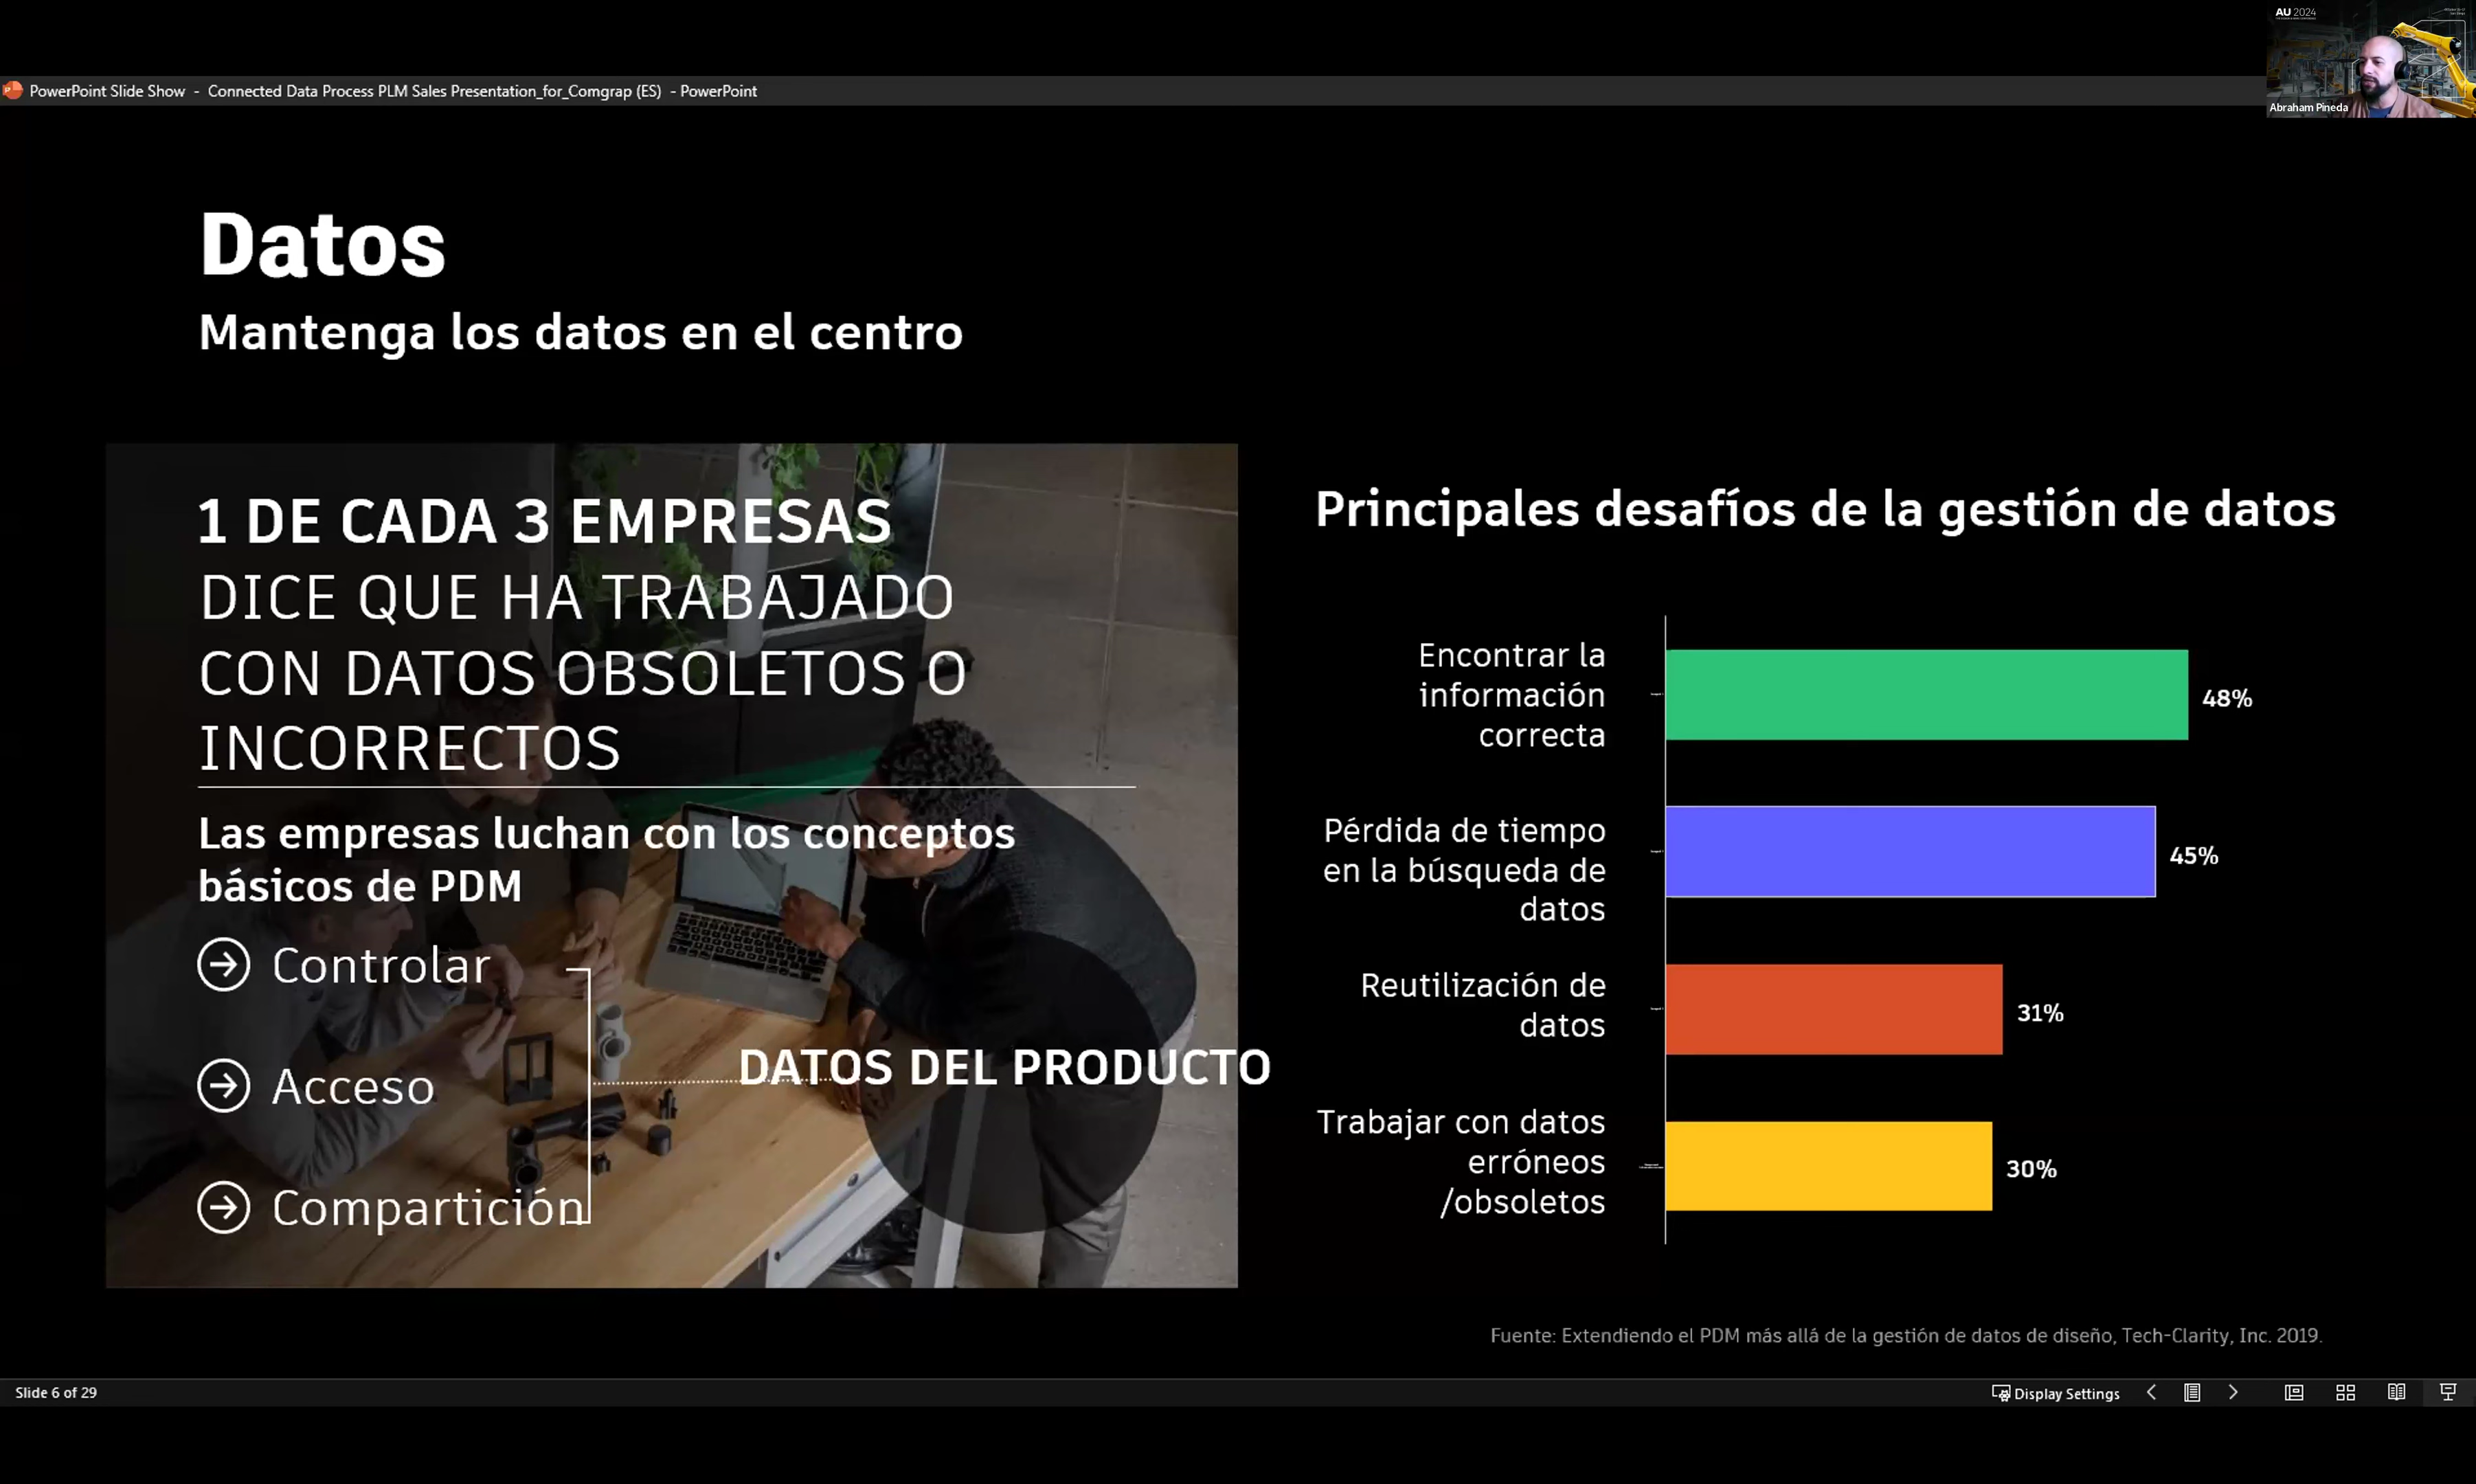 AU 2024
Abraham Pineda
PowerPoint Slide Show - Connected Data Process PLM Sales Presentation_for_Comgrap (ES) - PowerPoint
Datos
Mantenga los datos en el centro
1 DE CADA 3 EMPRESAS
DICE QUE HA TRABAJADO
CON DATOS OBSOLETOS O
INCORRECTOS
Las empresas luchan con los conceptos
básicos de PDM
Controlar
Acceso
Compartición
DATOS DEL PRODUCTO
Principales desafíos de la gestión de datos
Encontrar la
información
correcta
48%
Pérdida de tiempo
en la búsqueda de
datos
45%
Reutilización de
datos
31%
Trabajar con datos
erróneos
/obsoletos
30%
Fuente: Extendiendo el PDM más allá de la gestión de datos de diseño, Tech-Clarity, Inc. 2019.
Slide 6 of 29
Display Settings